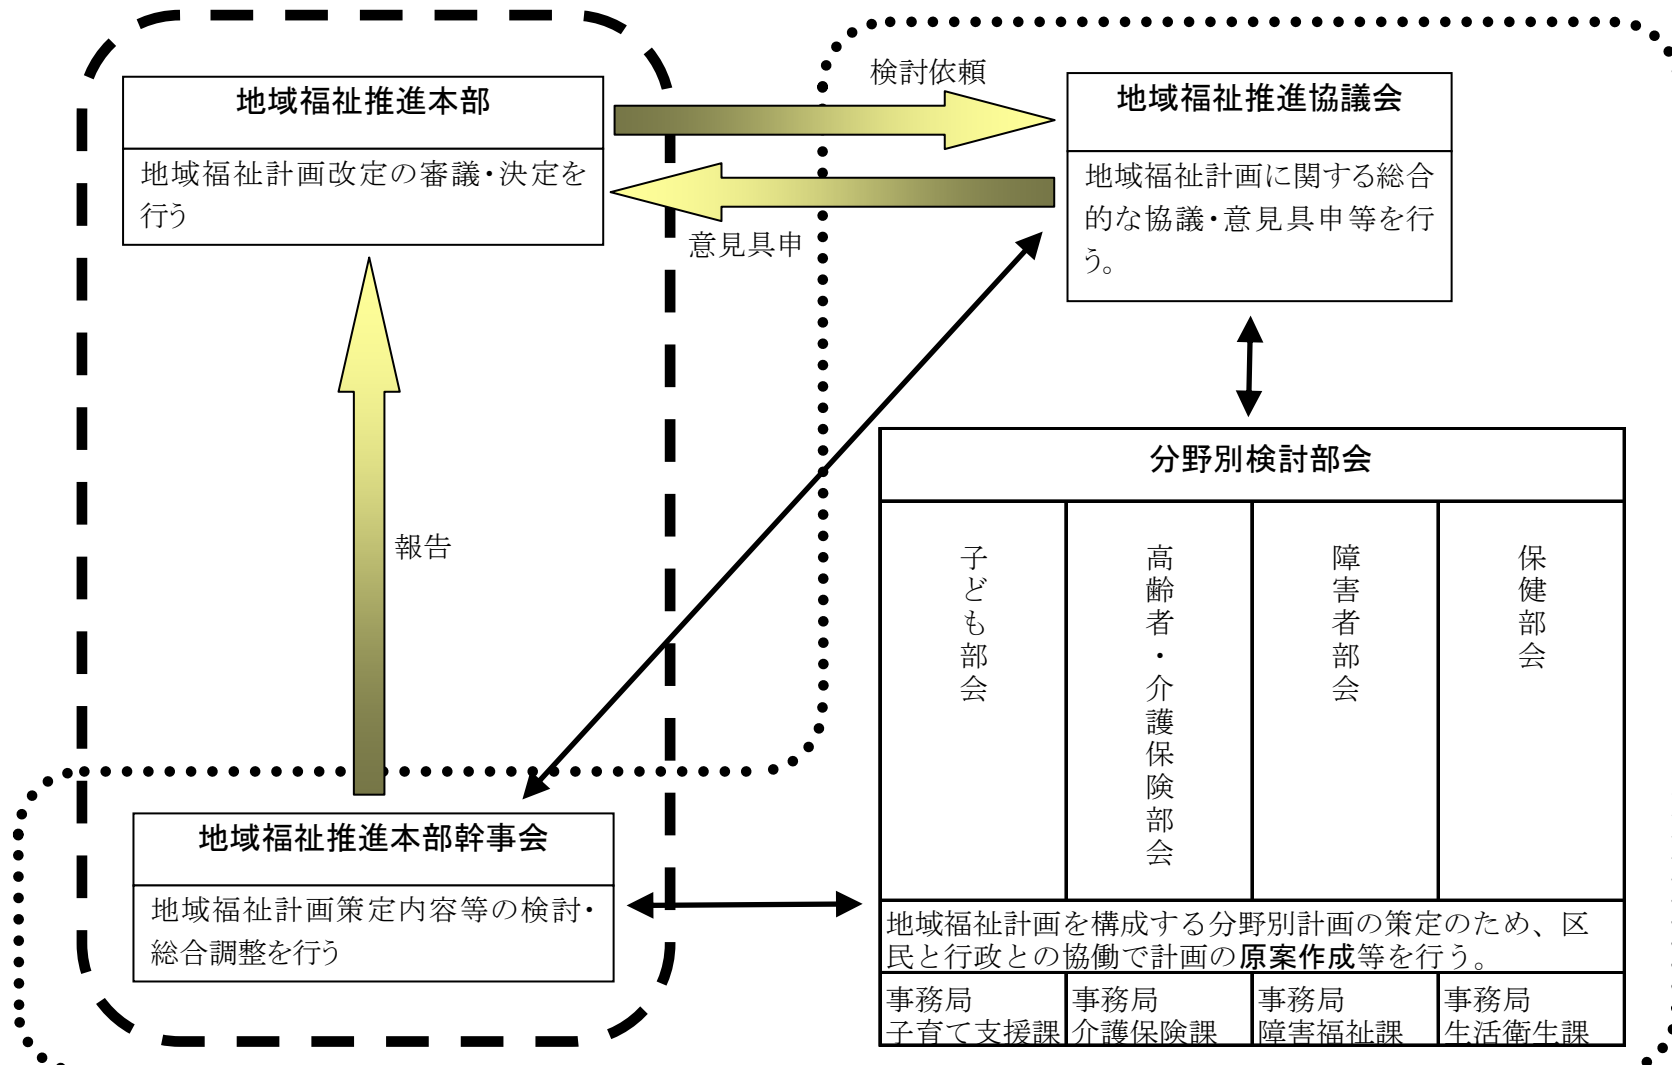 地域福祉推進本部
地域福祉計画改定の審議・決定を
行う
検討依頼
意見具申
地域福祉推進協議会
地域福祉計画に関する総合
的な協議・意見具申等を行
う。
報告
地域福祉推進本部幹事会
地域福祉計画策定内容等の検討・
総合調整を行う
分野別検討部会
子ども部会
高齢者・介護保険部会
障害者部会
保健部会
地域福祉計画を構成する分野別計画の策定のため、区
民と行政との協働で計画の原案作成等を行う。
事務局
子育て支援課
事務局
介護保険課
事務局
障害福祉課
事務局
生活衛生課